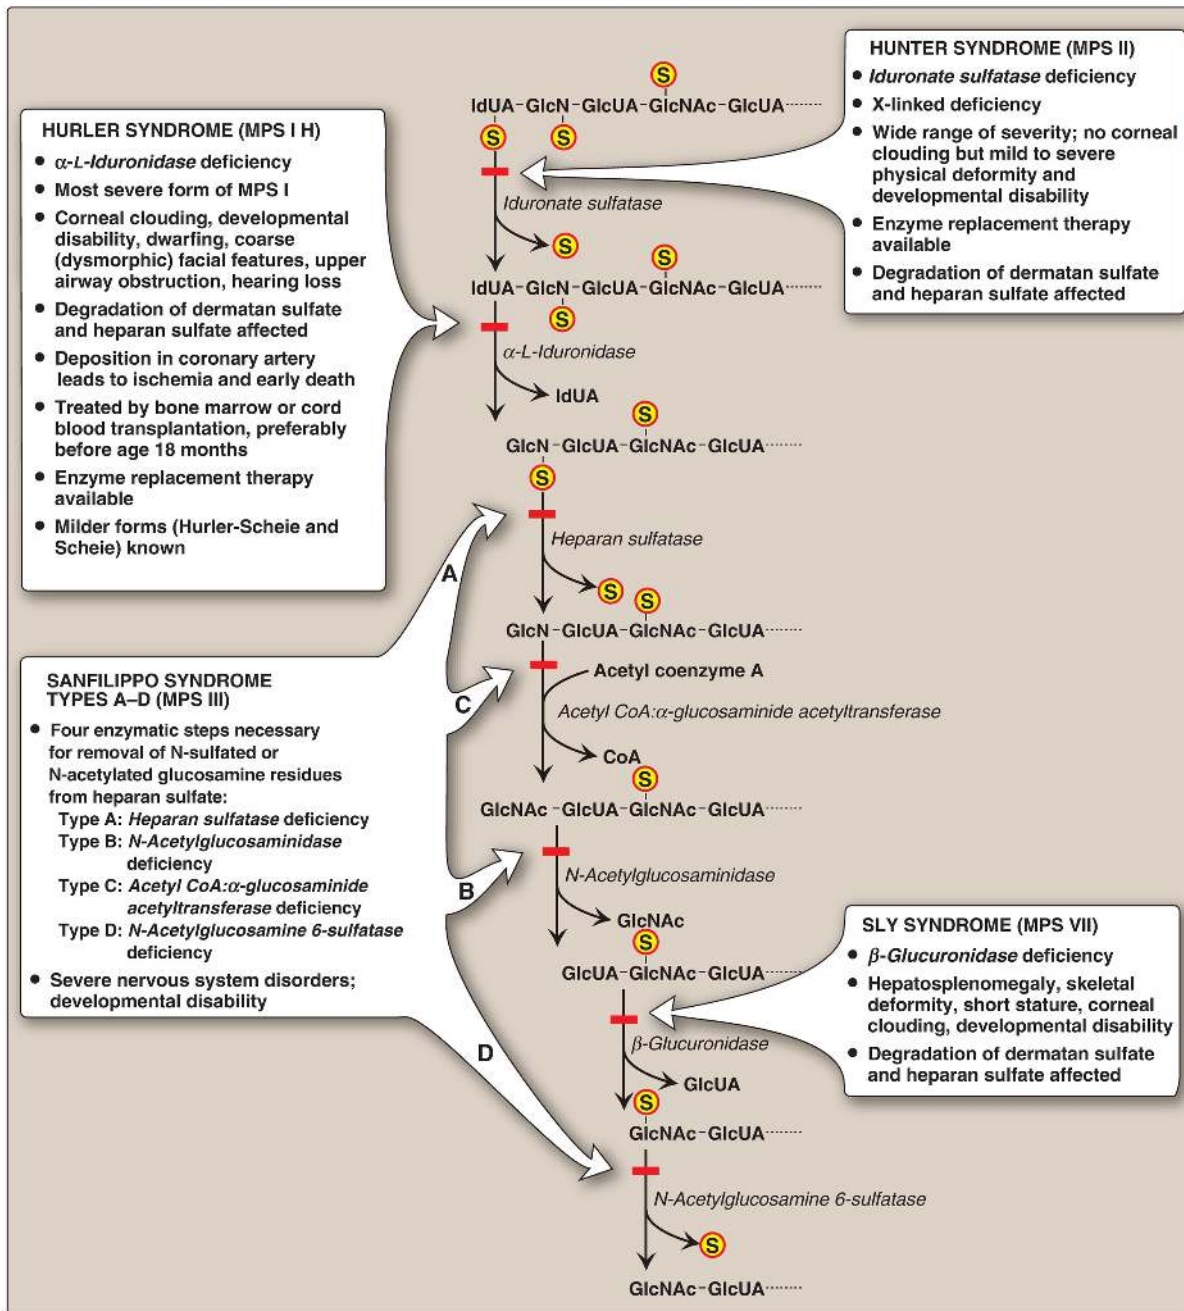 HUNTER SYNDROME (MPS II)
• Iduronate sulfatase deficiency
• X-linked deficiency
• Wide range of severity; no corneal
clouding but mild to severe
physical deformity and
developmental disability
• Enzyme replacement therapy
available
• Degradation of dermatan sulfate
and heparan sulfate affected
HURLER SYNDROME (MPS I H)
• α-L-Iduronidase deficiency
• Most severe form of MPS I
• Corneal clouding, developmental
disability, dwarfing, coarse
(dysmorphic) facial features, upper
airway obstruction, hearing loss
• Degradation of dermatan sulfate
and heparan sulfate affected
• Deposition in coronary artery
leads to ischemia and early death
• Treated by bone marrow or cord
blood transplantation, preferably
before age 18 months
• Enzyme replacement therapy
available
• Milder forms (Hurler-Scheie and
Scheie) known
S
IdUA-GlcN-GlcUA-GlcNAc-GlcUA
S S
Iduronate sulfatase
S
S
IdUA-GlcN-GlcUA-GlcNAc-GlcUA
S
α-L-Iduronidase
IdUA
S
GlcN-GlcUA-GlcNAc-GlcUA
S
Heparan sulfatase
A
S S
GlcN-GlcUA-GlcNAc-GlcUA
Acetyl coenzyme A
C
Acetyl CoA:α-glucosaminide acetyltransferase
CoA
S
GlcNAc-GlcUA-GlcNAc-GlcUA
N-Acetylglucosaminidase
B
GlcNAc
S
GlcUA-GlcNAc-GlcUA
β-Glucuronidase
D
GlcUA
S
GlcNAc-GlcUA
N-Acetylglucosamine 6-sulfatase
S
GlcNAc-GlcUA
SANFILIPPO SYNDROME
TYPES A–D (MPS III)
• Four enzymatic steps necessary
for removal of N-sulfated or
N-acetylated glucosamine residues
from heparan sulfate:
Type A: Heparan sulfatase deficiency
Type B: N-Acetylglucosaminidase
deficiency
Type C: Acetyl CoA:α-glucosaminide
acetyltransferase deficiency
Type D: N-Acetylglucosamine 6-sulfatase
deficiency
• Severe nervous system disorders;
developmental disability
SLY SYNDROME (MPS VII)
• β-Glucuronidase deficiency
• Hepatosplenomegaly, skeletal
deformity, short stature, corneal
clouding, developmental disability
• Degradation of dermatan sulfate
and heparan sulfate affected